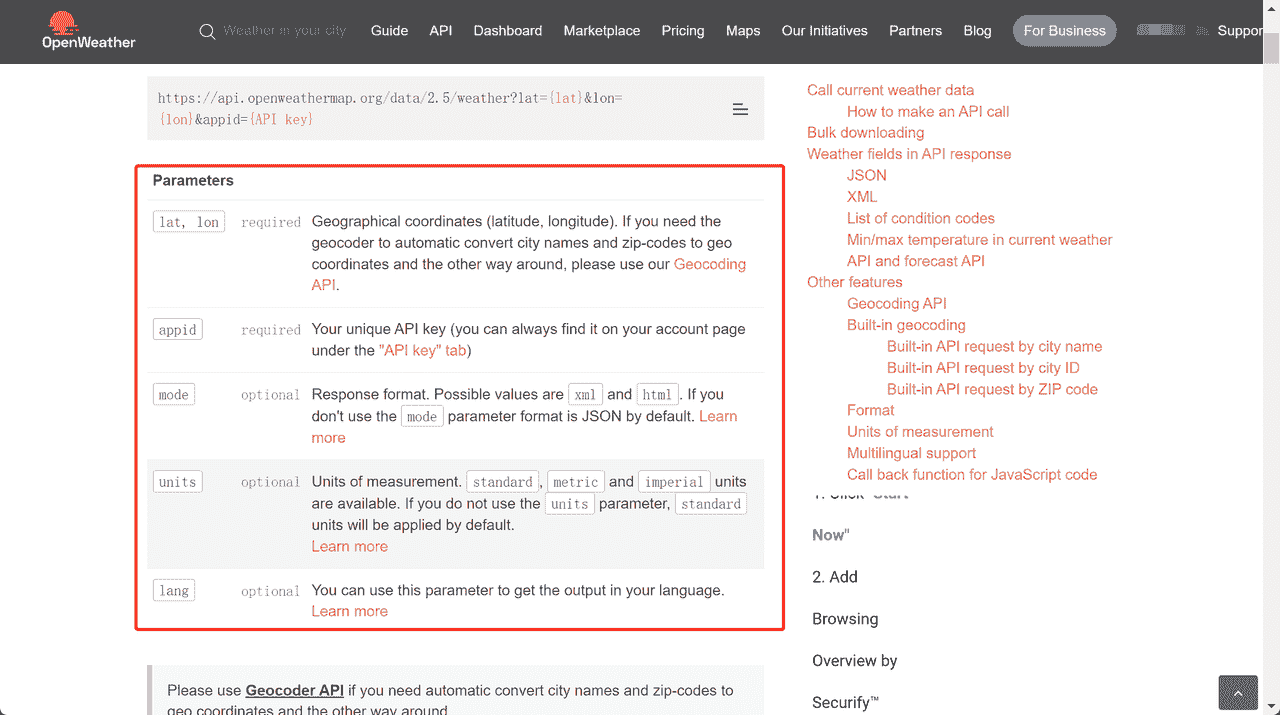 OpenWeather
Weather in your city
Guide
API
Dashboard
Marketplace
Pricing
Maps
Our Initiatives
Partners
Blog
For Business
Suppor
https://api.openweathermap.org/data/2.5/weather?lat={lat}&lon=
{lon}&appid={API key}
Parameters
lat, lon required Geographical coordinates (latitude, longitude). If you need the
geocoder to automatic convert city names and zip-codes to geo
coordinates and the other way around, please use our Geocoding
API.
appid required Your unique API key (you can always find it on your account page
under the "API key" tab)
mode optional Response format. Possible values are xml and html. If you
don't use the mode parameter format is JSON by default. Learn
more
units optional Units of measurement. standard, metric and imperial units
are available. If you do not use the units parameter, standard
units will be applied by default.
Learn more
lang optional You can use this parameter to get the output in your language.
Learn more
Please use Geocoder API if you need automatic convert city names and zip-codes to
geo coordinates and the other way around.
Call current weather data
How to make an API call
Bulk downloading
Weather fields in API response
JSON
XML
List of condition codes
Min/max temperature in current weather
API and forecast API
Other features
Geocoding API
Built-in geocoding
Built-in API request by city name
Built-in API request by city ID
Built-in API request by ZIP code
Format
Units of measurement
Multilingual support
Call back function for JavaScript code
1. Click "Start
Now"
2. Add
Browsing
Overview by
Securify™